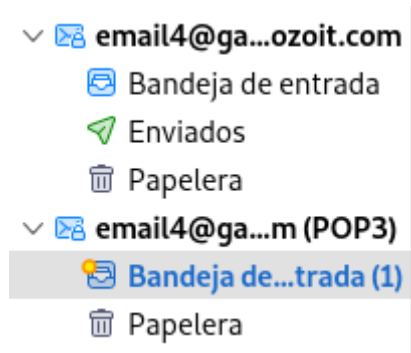 email4@ga...ozoit.com
Bandeja de entrada
Enviados
Papelera
email4@ga...m (POP3)
Bandeja de...trada (1)
Papelera